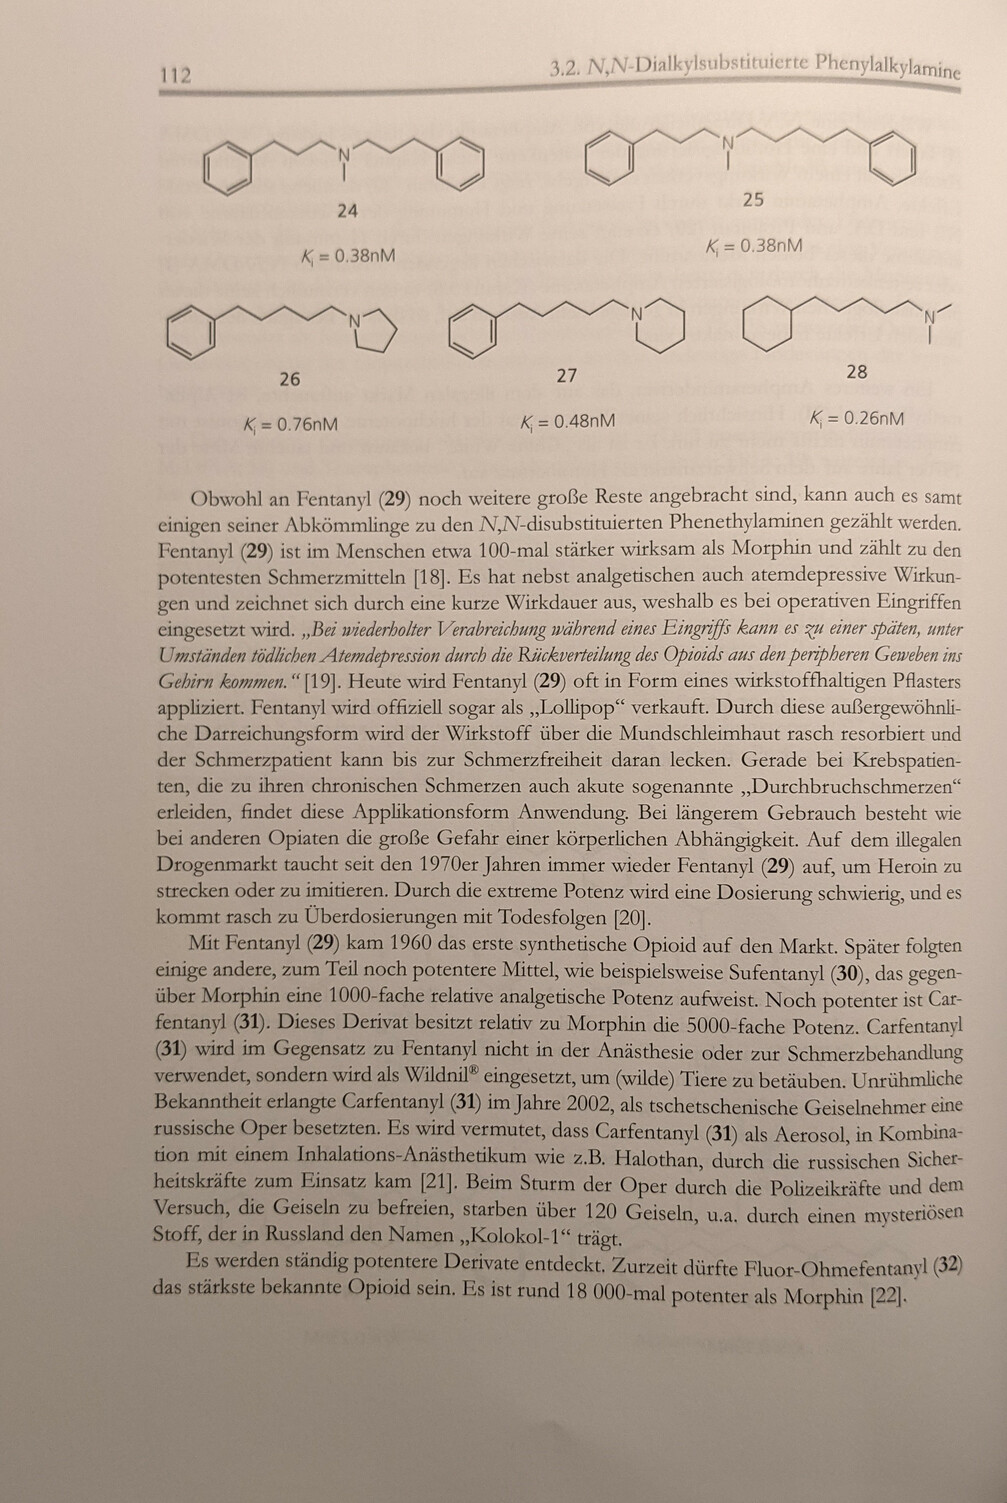 112
3.2. N,N-Dialkylsubstituierte Phenylalkylamine
N
N
24
25
Ki = 0.38nM
Ki = 0.38nM
N
N
N
26
27
28
Ki = 0.76nM
Ki = 0.48nM
Ki = 0.26nM
Obwohl an Fentanyl (29) noch weitere große Reste angebracht sind, kann auch es samt
einigen seiner Abkömmlinge zu den N,N-disubstituierten Phenethylaminen gezählt werden.
Fentanyl (29) ist im Menschen etwa 100-mal stärker wirksam als Morphin und zählt zu den
potentesten Schmerzmitteln [18]. Es hat nebst analgetischen auch atemdepressive Wirkun-
gen und zeichnet sich durch eine kurze Wirkdauer aus, weshalb es bei operativen Eingriffen
eingesetzt wird. „Bei wiederholter Verabreichung während eines Eingriffs kann es zu einer späten, unter
Umständen tödlichen Atemdepression durch die Rückverteilung des Opioids aus den peripheren Geweben ins
Gehirn kommen.“ [19]. Heute wird Fentanyl (29) oft in Form eines wirkstoffhaltigen Pflasters
appliziert. Fentanyl wird offiziell sogar als „Lollipop“ verkauft. Durch diese außergewöhnli-
che Darreichungsform wird der Wirkstoff über die Mundschleimhaut rasch resorbiert und
der Schmerzpatient kann bis zur Schmerzfreiheit daran lecken. Gerade bei Krebspatien-
ten, die zu ihren chronischen Schmerzen auch akute sogenannte „Durchbruchschmerzen“
erleiden, findet diese Applikationsform Anwendung. Bei längerem Gebrauch besteht wie
bei anderen Opiaten die große Gefahr einer körperlichen Abhängigkeit. Auf dem illegalen
Drogenmarkt taucht seit den 1970er Jahren immer wieder Fentanyl (29) auf, um Heroin zu
strecken oder zu imitieren. Durch die extreme Potenz wird eine Dosierung schwierig, und es
kommt rasch zu Überdosierungen mit Todesfolgen [20].
Mit Fentanyl (29) kam 1960 das erste synthetische Opioid auf den Markt. Später folgten
einige andere, zum Teil noch potentere Mittel, wie beispielsweise Sufentanyl (30), das gegen-
über Morphin eine 1000-fache relative analgetische Potenz aufweist. Noch potenter ist Car-
fentanyl (31). Dieses Derivat besitzt relativ zu Morphin die 5000-fache Potenz. Carfentanyl
(31) wird im Gegensatz zu Fentanyl nicht in der Anästhesie oder zur Schmerzbehandlung
verwendet, sondern wird als Wildnil® eingesetzt, um (wilde) Tiere zu betäuben. Unrühmliche
Bekanntheit erlangte Carfentanyl (31) im Jahre 2002, als tschetschenische Geiselnehmer eine
russische Oper besetzten. Es wird vermutet, dass Carfentanyl (31) als Aerosol, in Kombina-
tion mit einem Inhalations-Anästhetikum wie z.B. Halothan, durch die russischen Sicher-
heitskräfte zum Einsatz kam [21]. Beim Sturm der Oper durch die Polizeikräfte und dem
Versuch, die Geiseln zu befreien, starben über 120 Geiseln, u.a. durch einen mysteriösen
Stoff, der in Russland den Namen „Kolokol-1“ trägt.
Es werden ständig potentere Derivate entdeckt. Zurzeit dürfte Fluor-Ohmefentanyl (32)
das stärkste bekannte Opioid sein. Es ist rund 18 000-mal potenter als Morphin [22].